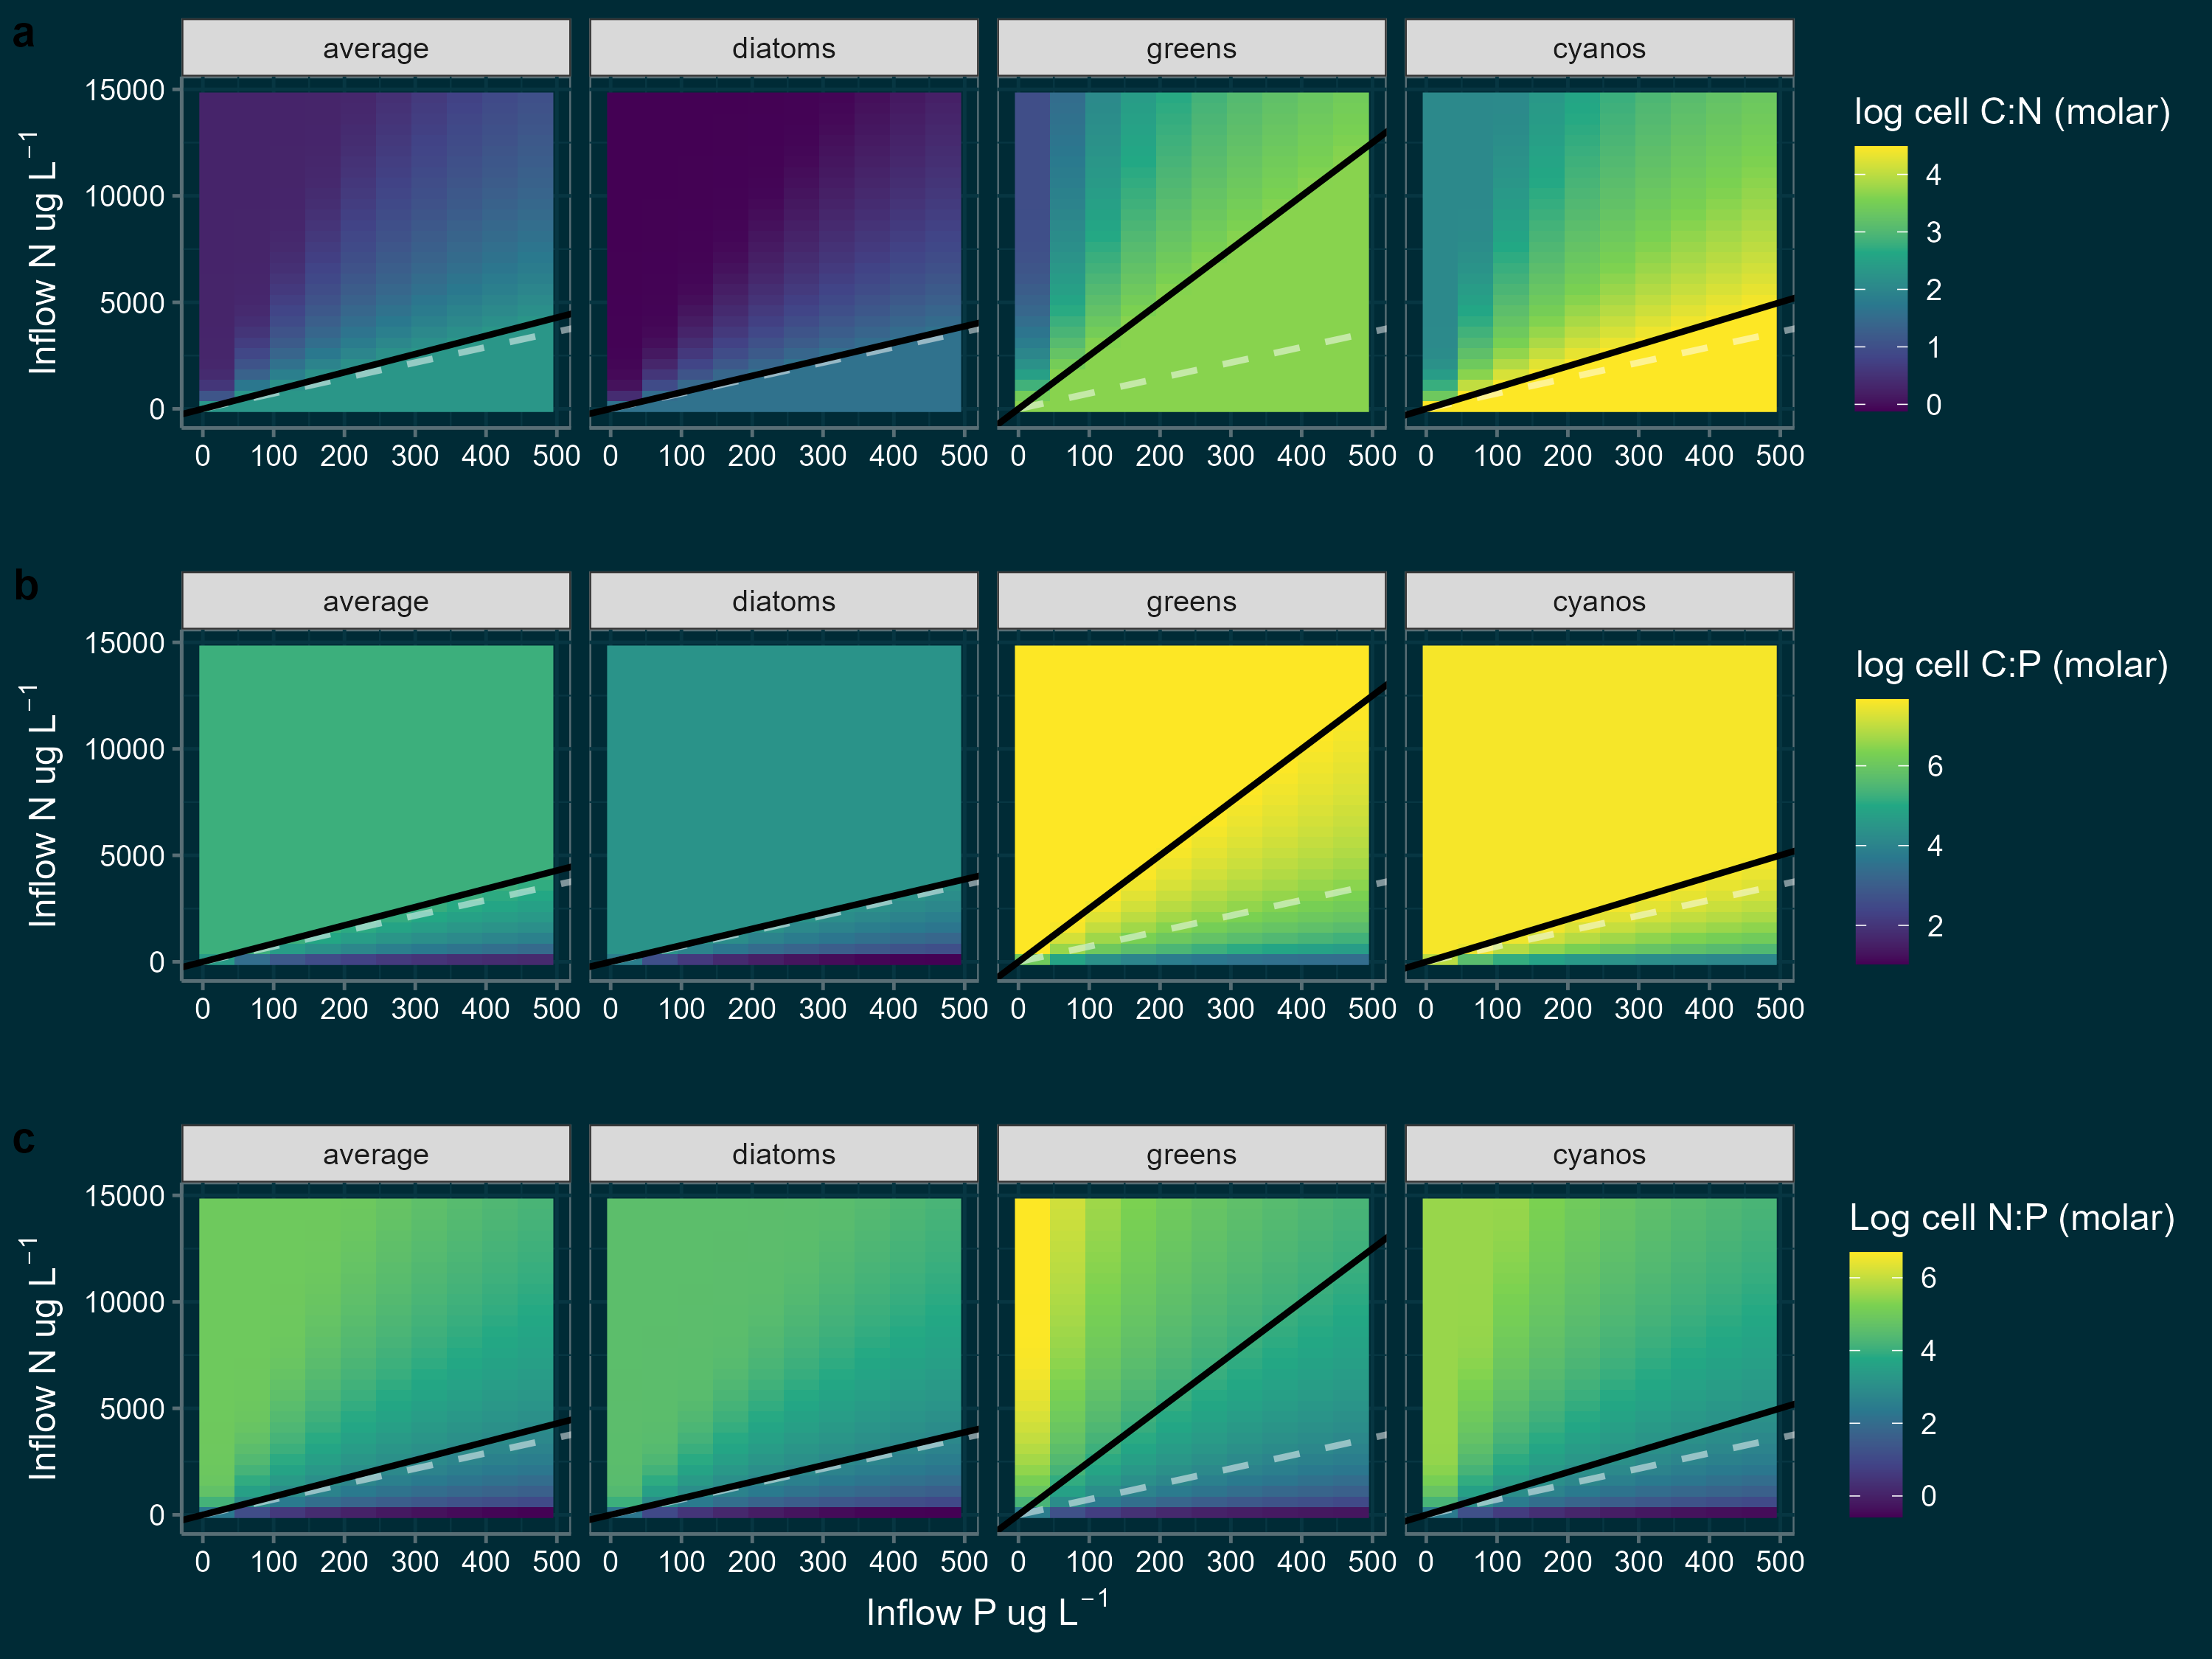 a
average diatoms greens cyanos
15000
10000
5000
0
Inflow N ug L⁻¹
0 100 200 300 400 500 0 100 200 300 400 500 0 100 200 300 400 500 0 100 200 300 400 500
log cell C:N (molar)
4
3
2
1
0
b
average diatoms greens cyanos
15000
10000
5000
0
Inflow N ug L⁻¹
0 100 200 300 400 500 0 100 200 300 400 500 0 100 200 300 400 500 0 100 200 300 400 500
log cell C:P (molar)
6
4
2
c
average diatoms greens cyanos
15000
10000
5000
0
Inflow N ug L⁻¹
0 100 200 300 400 500 0 100 200 300 400 500 0 100 200 300 400 500 0 100 200 300 400 500
Inflow P ug L⁻¹
Log cell N:P (molar)
6
4
2
0